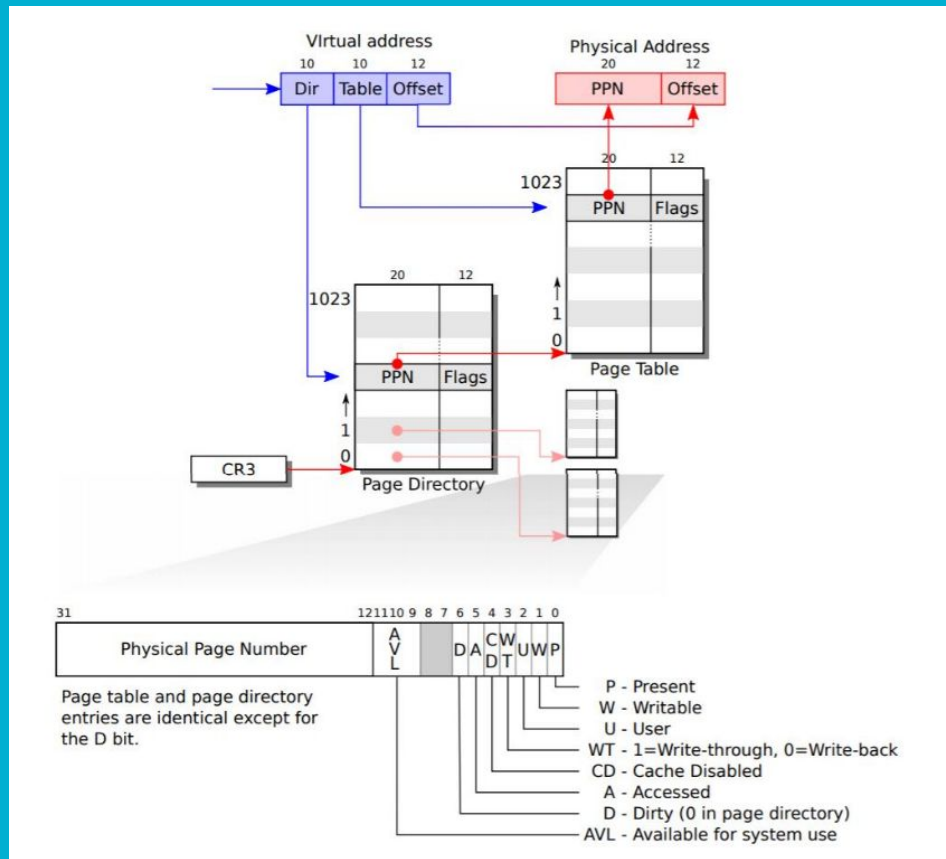 VIrtual address
10 10 12
Dir Table Offset
Physical Address
20 12
PPN Offset
20 12
1023
PPN Flags
1
0
Page Table
20 12
1023
PPN Flags
1
0
Page Directory
CR3
31 12 11 10 9 8 7 6 5 4 3 2 1 0
Physical Page Number AVL D A CD WT U W P
Page table and page directory
entries are identical except for
the D bit.
P - Present
W - Writable
U - User
WT - 1=Write-through, 0=Write-back
CD - Cache Disabled
A - Accessed
D - Dirty (0 in page directory)
AVL - Available for system use